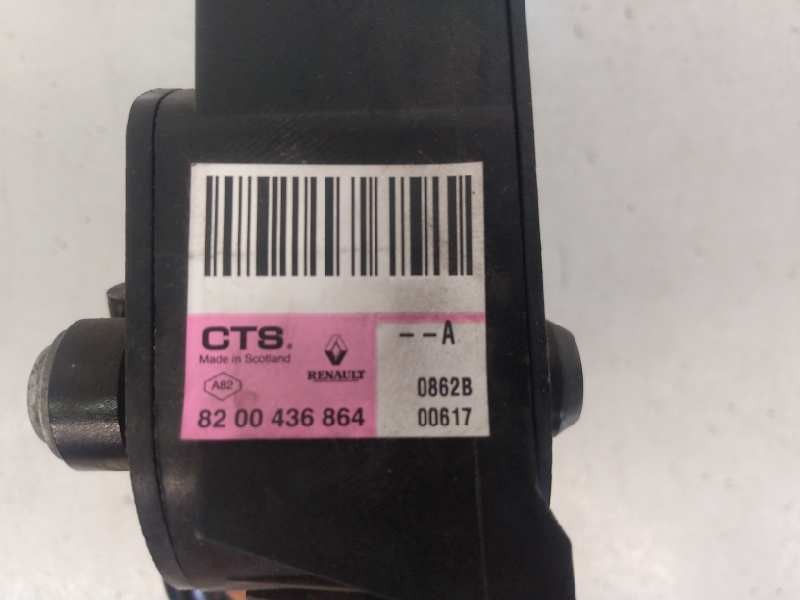 CTS.
Made in Scotland
RENAULT
A82
82 00 436 864
--A
0862B
00617